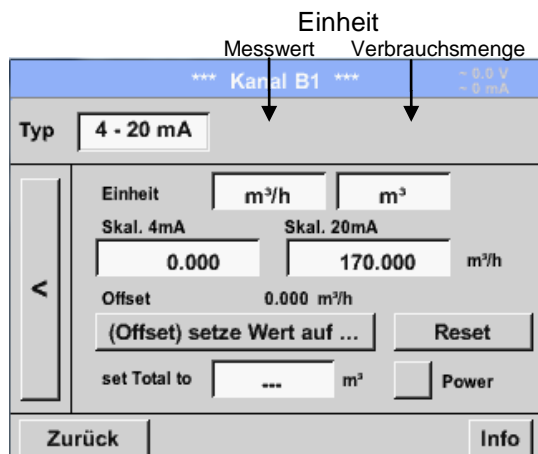 Einheit
Messwert Verbrauchsmenge
*** Kanal B1 *** ~ 0.0 V
~ 0 mA
Typ 4 - 20 mA
Einheit m³/h m³
Skal. 4mA Skal. 20mA
0.000 170.000 m³/h
<
Offset 0.000 m³/h
(Offset) setze Wert auf ... Reset
set Total to --- m³ Power
Zurück Info